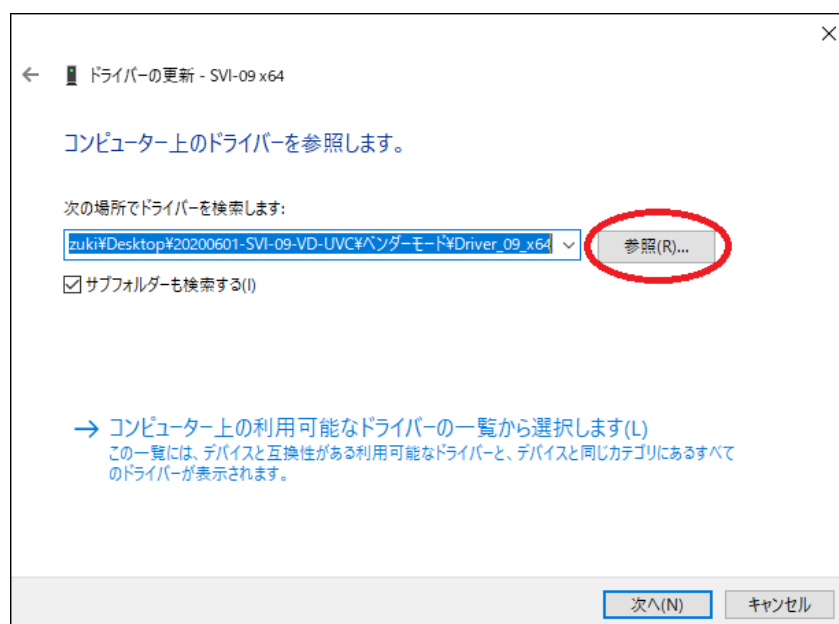 ドライバーの更新 - SVI-09 x64
コンピューター上のドライバーを参照します。
次の場所でドライバーを検索します:
zuki¥Desktop¥20200601-SVI-09-VD-UVC¥ベンダーモード¥Driver_09_x64
参照(R)...
サブフォルダーも検索する(I)
コンピューター上の利用可能なドライバーの一覧から選択します(L)
この一覧には、デバイスと互換性がある利用可能なドライバーと、デバイスと同じカテゴリにあるすべて
のドライバーが表示されます。
次へ(N)
キャンセル